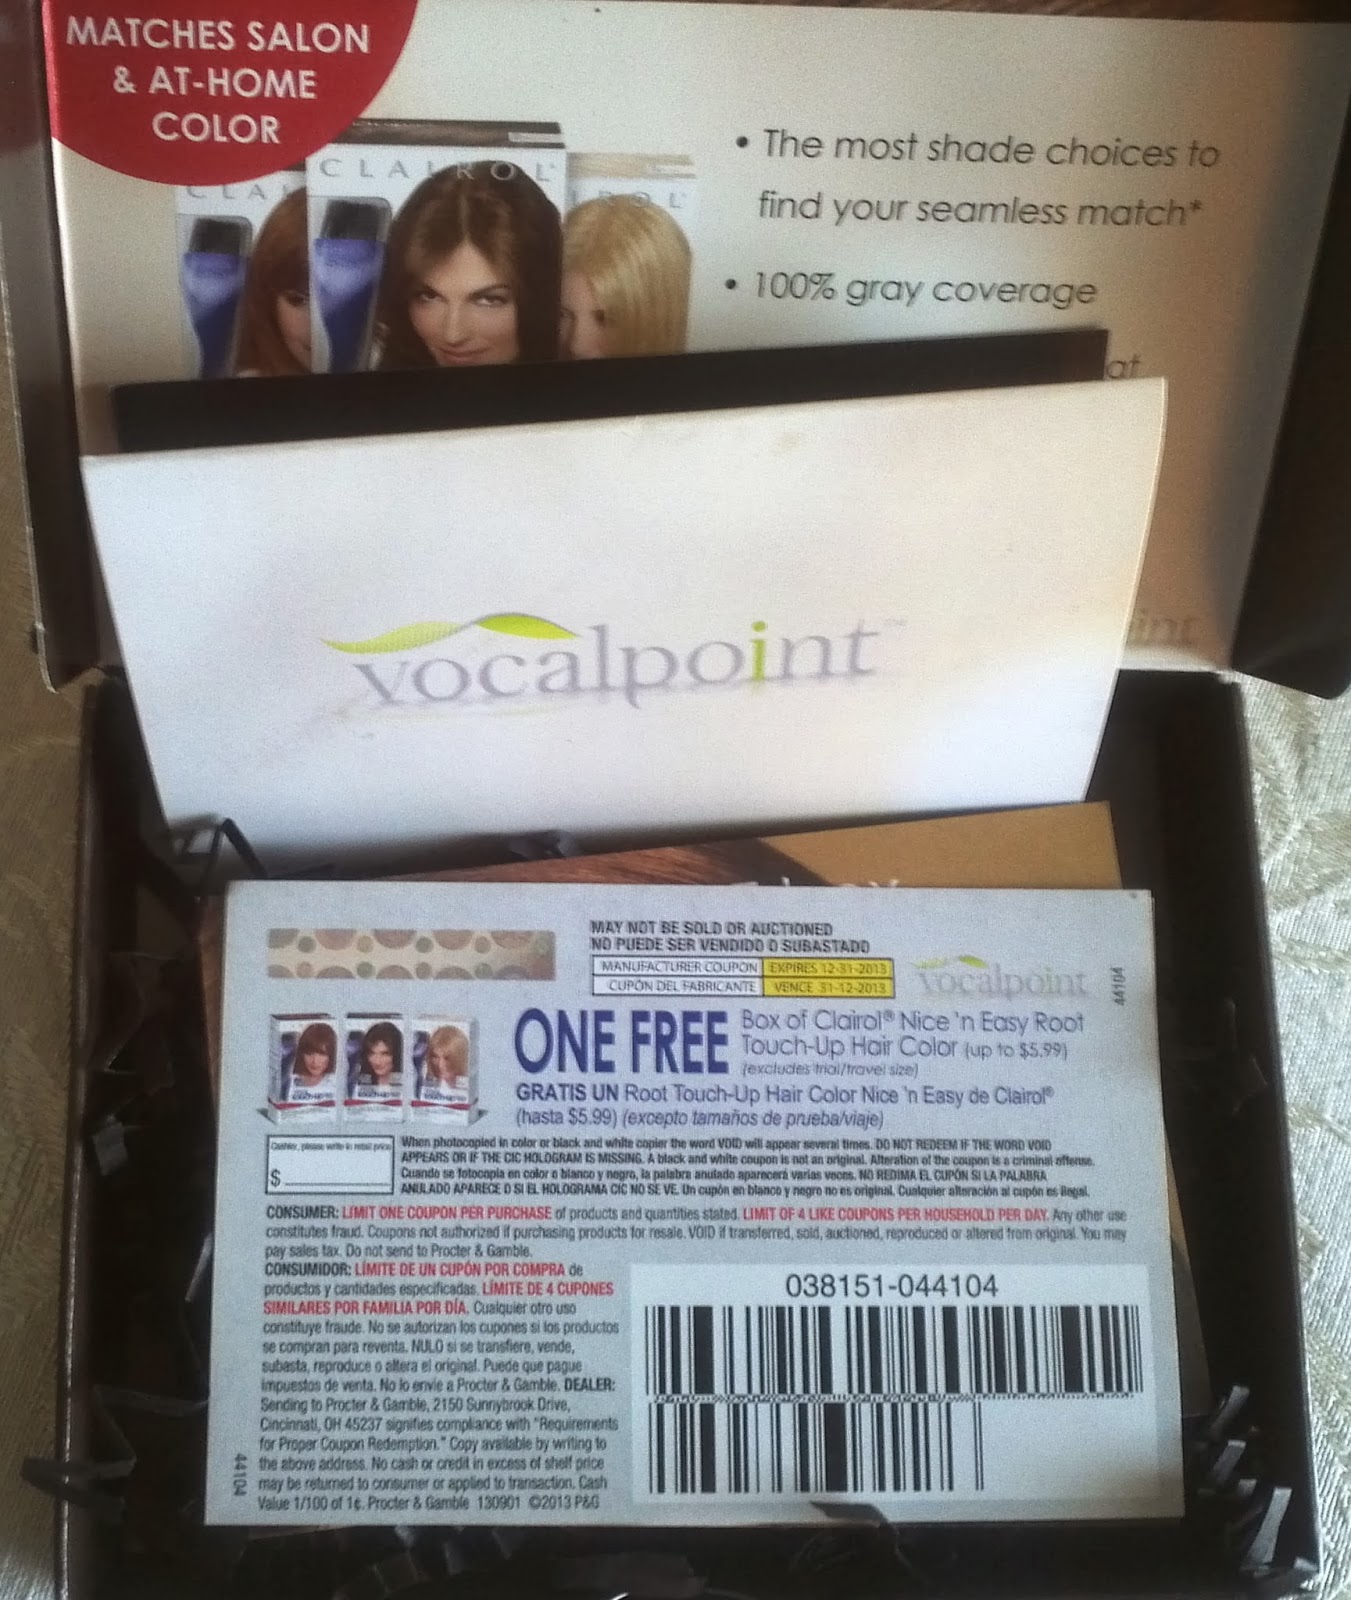 MATCHES SALON
& AT-HOME
COLOR
CLAIROL
CLA
ROL
• The most shade choices to
find your seamless match*
• 100% gray coverage
at
vocalpoint™
int
MAY NOT BE SOLD OR AUCTIONED
NO PUEDE SER VENDIDO O SUBASTADO
MANUFACTURER COUPON EXPIRES 12-31-2013
CUPÓN DEL FABRICANTE VENCE 31-12-2013
vocalpoint
44104
ONE FREE Box of Clairol® Nice 'n Easy Root
Touch-Up Hair Color (up to $5.99)
(excludes trial/travel size)
GRATIS UN Root Touch-Up Hair Color Nice 'n Easy de Clairol®
(hasta $5.99) (excepto tamaños de prueba/viaje)
Cashier, please write in retail price
$
When photocopied in color or black and white copier the word VOID will appear several times. DO NOT REDEEM IF THE WORD VOID
APPEARS OR IF THE CIC HOLOGRAM IS MISSING. A black and white coupon is not an original. Alteration of the coupon is a criminal offense.
Cuando se fotocopia en color o blanco y negro, la palabra anulado aparecerá varias veces. NO REDIMA EL CUPÓN SI LA PALABRA
ANULADO APARECE O SI EL HOLOGRAMA CIC NO SE VE. Un cupón en blanco y negro no es original. Cualquier alteración al cupón es ilegal.
CONSUMER: LIMIT ONE COUPON PER PURCHASE of products and quantities stated. LIMIT OF 4 LIKE COUPONS PER HOUSEHOLD PER DAY. Any other use
constitutes fraud. Coupons not authorized if purchasing products for resale. VOID if transferred, sold, auctioned, reproduced or altered from original. You may
pay sales tax. Do not send to Procter & Gamble.
CONSUMIDOR: LÍMITE DE UN CUPÓN POR COMPRA de
productos y cantidades especificadas. LÍMITE DE 4 CUPONES
SIMILARES POR FAMILIA POR DÍA. Cualquier otro uso
constituye fraude. No se autorizan los cupones si los productos
se compran para reventa. NULO si se transfiere, vende,
subasta, reproduce o altera el original. Puede que pague
impuestos de venta. No lo envie a Procter & Gamble. DEALER:
Sending to Procter & Gamble, 2150 Sunnybrook Drive,
Cincinnati, OH 45237 signifies compliance with "Requirements
for Proper Coupon Redemption." Copy available by writing to
the above address. No cash or credit in excess of shelf price
may be returned to consumer or applied to transaction. Cash
Value 1/100 of 1¢. Procter & Gamble 130901 ©2013 P&G
44104
038151-044104